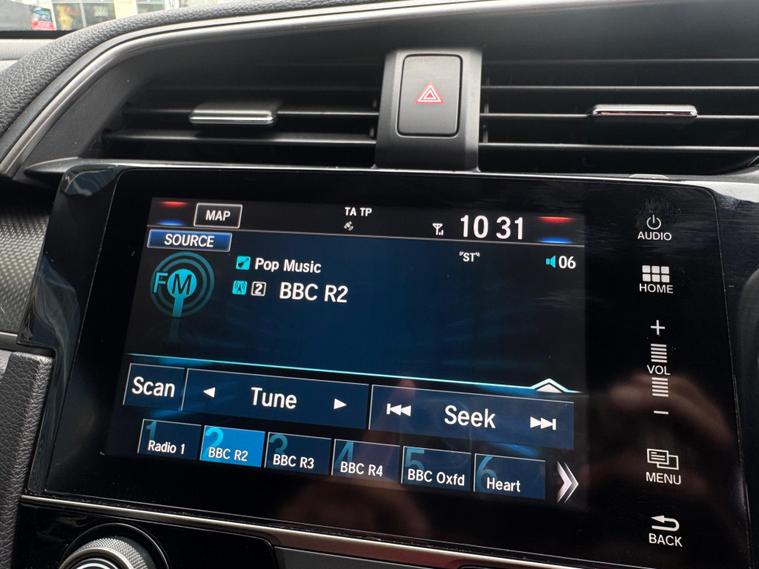 MAP
TA TP
10 31
AUDIO
SOURCE
"ST"
06
FM
Pop Music
HOME
2
BBC R2
+
VOL
−
Scan
Tune
Seek
1
Radio 1
2
BBC R2
3
BBC R3
4
BBC R4
5
BBC Oxfd
6
Heart
MENU
BACK